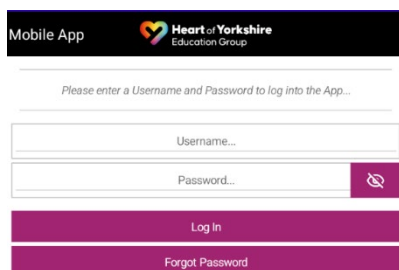 Mobile App
Heart of Yorkshire
Education Group
Please enter a Username and Password to log into the App...
Username...
Password...
Log In
Forgot Password